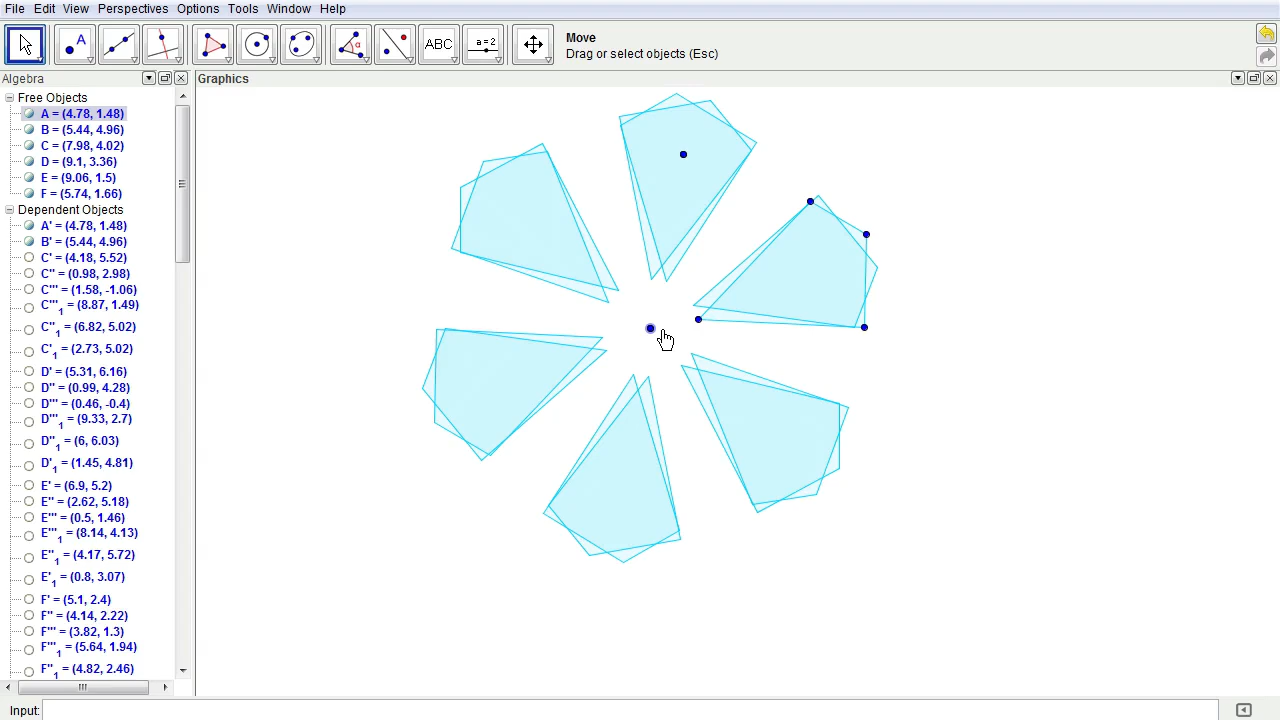 File Edit View Perspectives Options Tools Window Help
A
α
ABC
a=2
Move
Drag or select objects (Esc)
Algebra
Graphics
Free Objects
A = (4.78, 1.48)
B = (5.44, 4.96)
C = (7.98, 4.02)
D = (9.1, 3.36)
E = (9.06, 1.5)
F = (5.74, 1.66)
Dependent Objects
A' = (4.78, 1.48)
B' = (5.44, 4.96)
C' = (4.18, 5.52)
C'' = (0.98, 2.98)
C''' = (1.58, -1.06)
C'''₁ = (8.87, 1.49)
C''₁ = (6.82, 5.02)
C'₁ = (2.73, 5.02)
D' = (5.31, 6.16)
D'' = (0.99, 4.28)
D''' = (0.46, -0.4)
D'''₁ = (9.33, 2.7)
D''₁ = (6, 6.03)
D'₁ = (1.45, 4.81)
E' = (6.9, 5.2)
E'' = (2.62, 5.18)
E''' = (0.5, 1.46)
E'''₁ = (8.14, 4.13)
E''₁ = (4.17, 5.72)
E'₁ = (0.8, 3.07)
F' = (5.1, 2.4)
F'' = (4.14, 2.22)
F''' = (3.82, 1.3)
F'''₁ = (5.64, 1.94)
F''₁ = (4.82, 2.46)
Input: